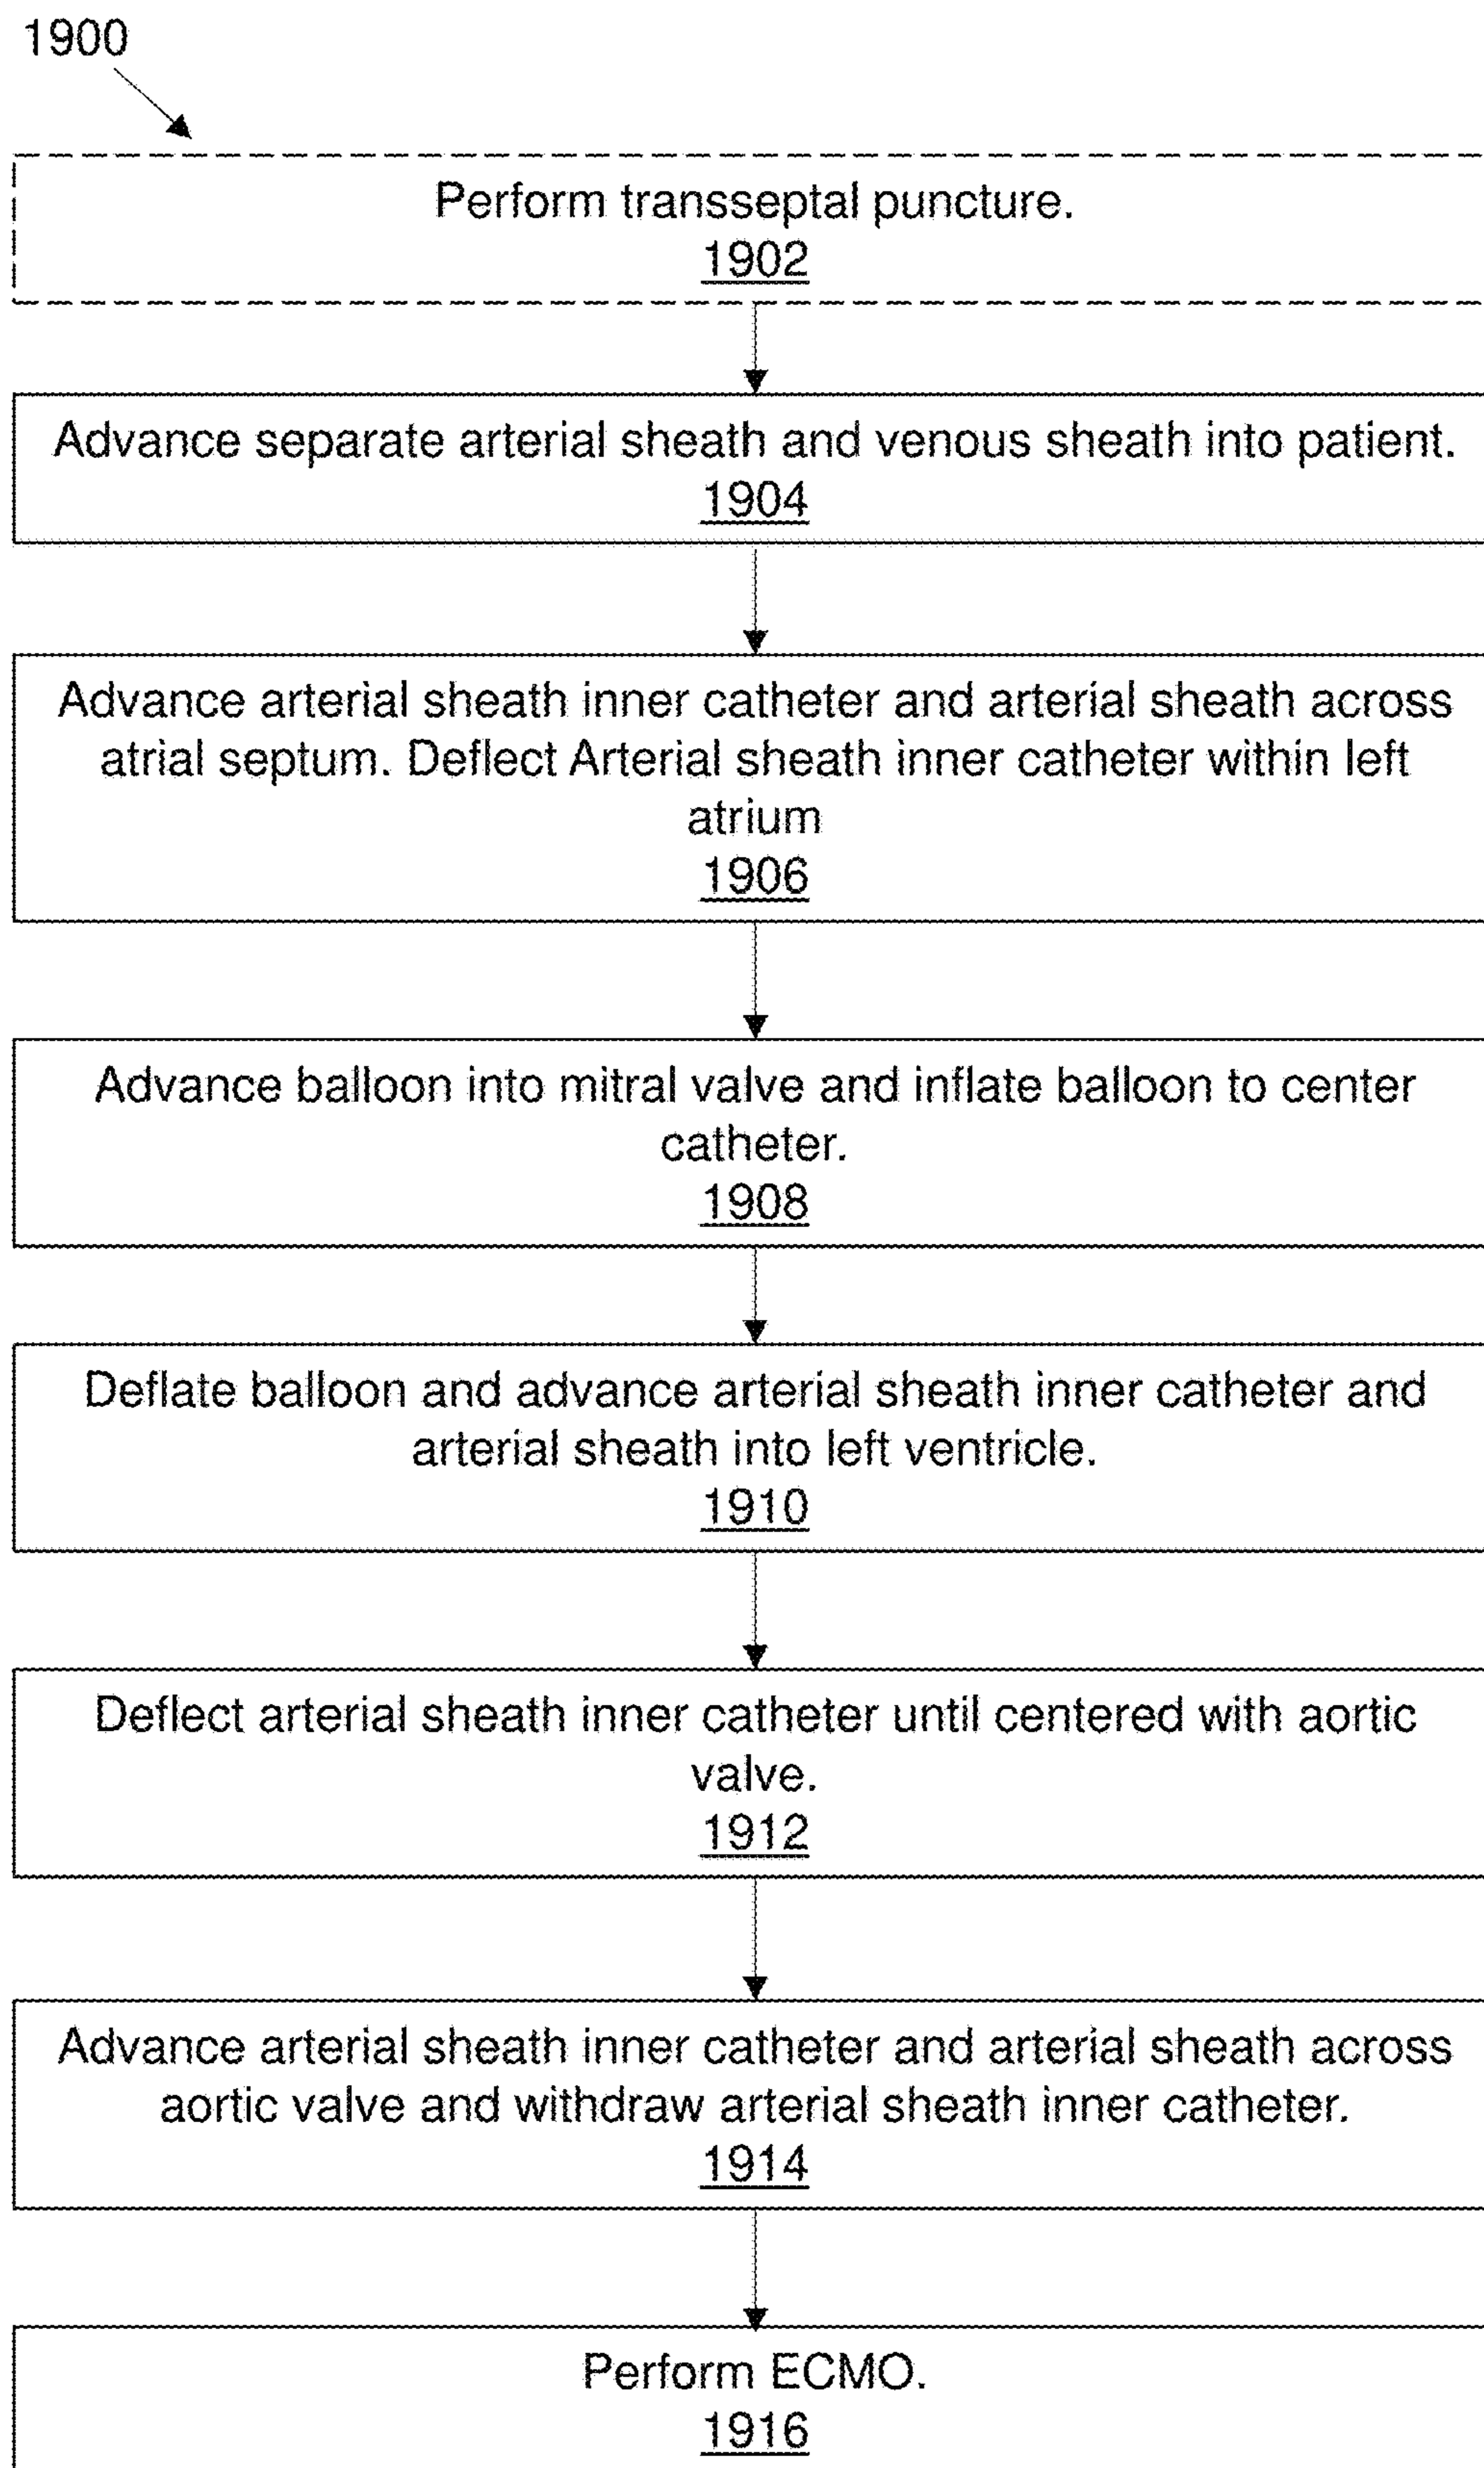 1900
Perform transseptal puncture.
1902
Advance separate arterial sheath and venous sheath into patient.
1904
Advance arterial sheath inner catheter and arterial sheath across
atrial septum. Deflect Arterial sheath inner catheter within left
atrium
1906
Advance balloon into mitral valve and inflate balloon to center
catheter.
1908
Deflate balloon and advance arterial sheath inner catheter and
arterial sheath into left ventricle.
1910
Deflect arterial sheath inner catheter until centered with aortic
valve.
1912
Advance arterial sheath inner catheter and arterial sheath across
aortic valve and withdraw arterial sheath inner catheter.
1914
Perform ECMO.
1916